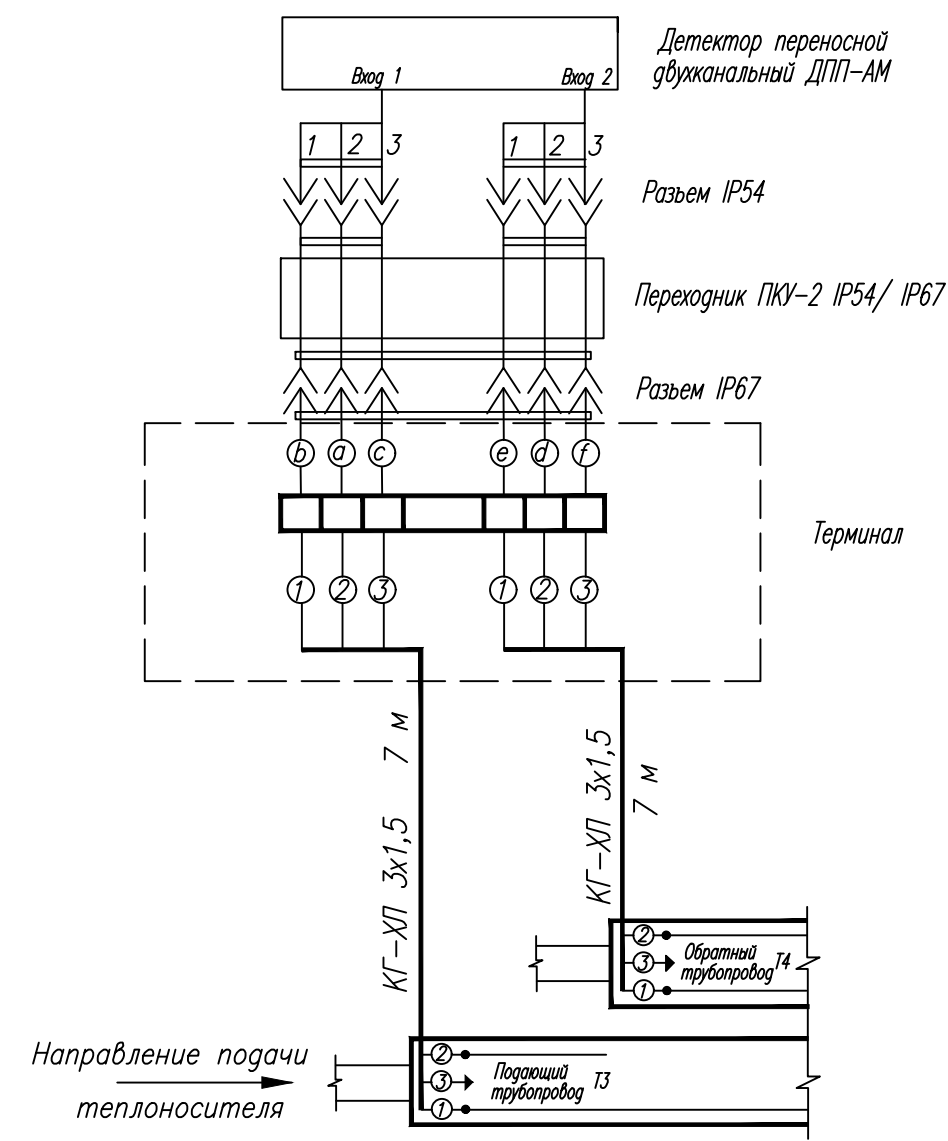 Детектор переносной
двухканальный ДПП-АМ
Вход 1
Вход 2
1 2 3
1 2 3
Разъем IP54
Переходник ПКУ-2 IP54/ IP67
Разъем IP67
b a c e d f
Терминал
1 2 3 1 2 3
КГ-ХЛ 3х1,5 7 м
КГ-ХЛ 3х1,5
7 м
2
3
1
Обратный
трубопровод Т4
Направление подачи
теплоносителя
2
3
1
Подающий
трубопровод Т3